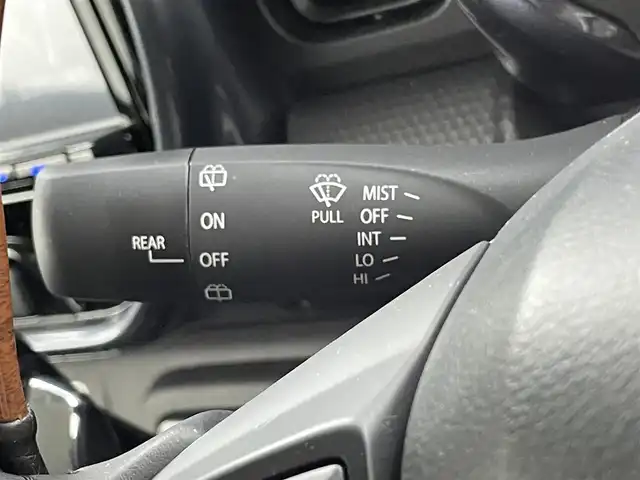 REAR
ON
OFF
PULL
MIST
OFF
INT
LO
HI